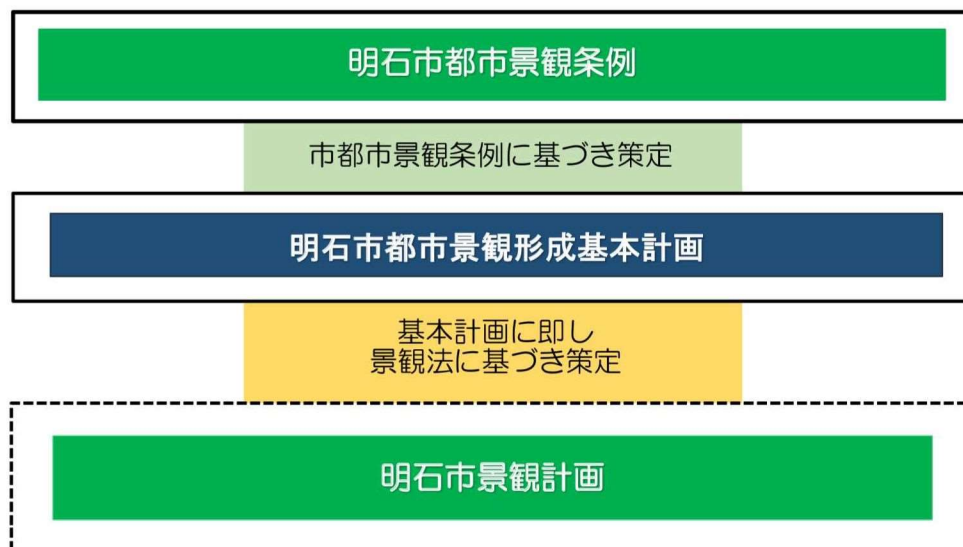 明石市都市景観条例
市都市景観条例に基づき策定
明石市都市景観形成基本計画
基本計画に即し
景観法に基づき策定
明石市景観計画